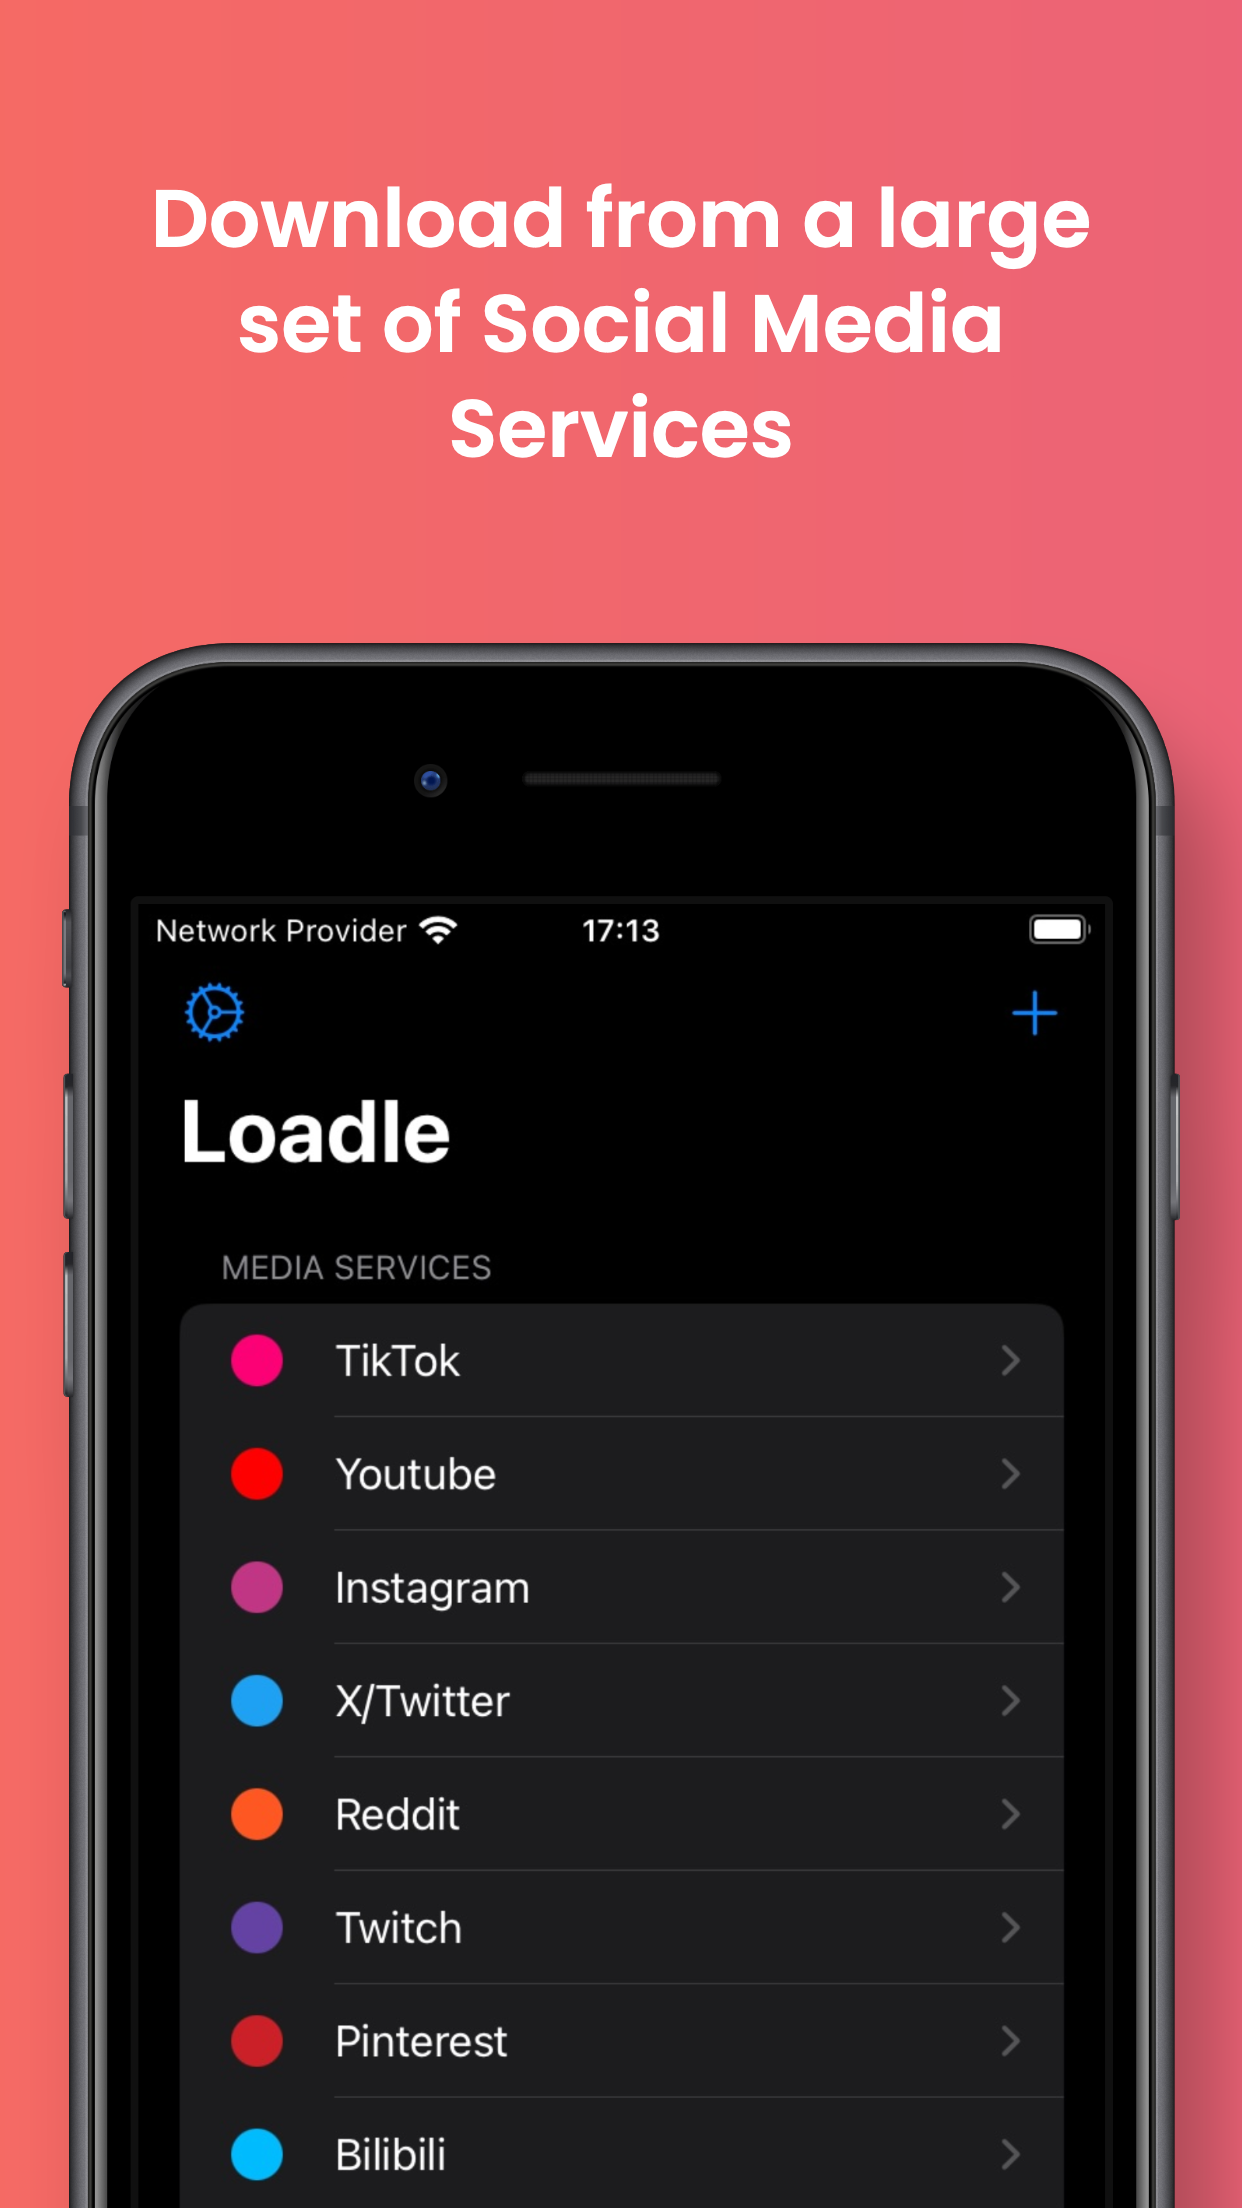 Download from a large
set of Social Media
Services
Network Provider 17:13
Loadle
MEDIA SERVICES
TikTok
Youtube
Instagram
X/Twitter
Reddit
Twitch
Pinterest
Bilibili